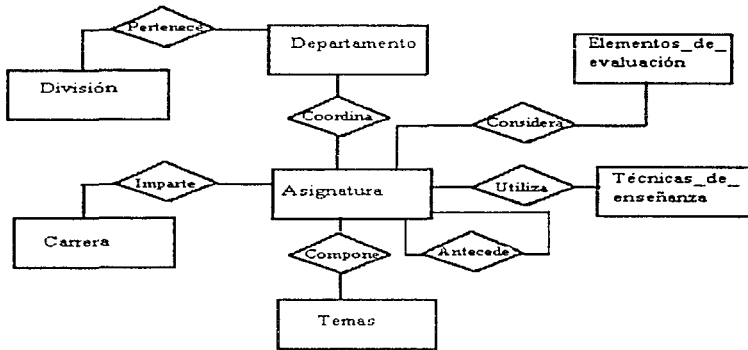 Pertenece
Departamento
Elementos_de_
evaluación
División
Coordina
Considera
Imparte
Asignatura
Utiliza
Técnicas_de_
enseñanza
Carrera
Compone
Antecede
Temas